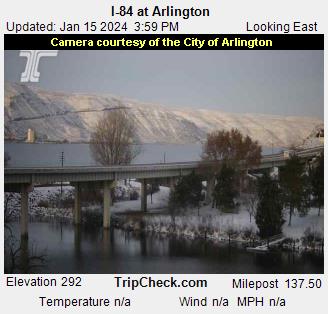 I-84 at Arlington
Updated: Jan 15 2024 3:59 PM Looking East
Camera courtesy of the City of Arlington
Elevation 292 TripCheck.com Milepost 137.50
Temperature n/a Wind n/a MPH n/a